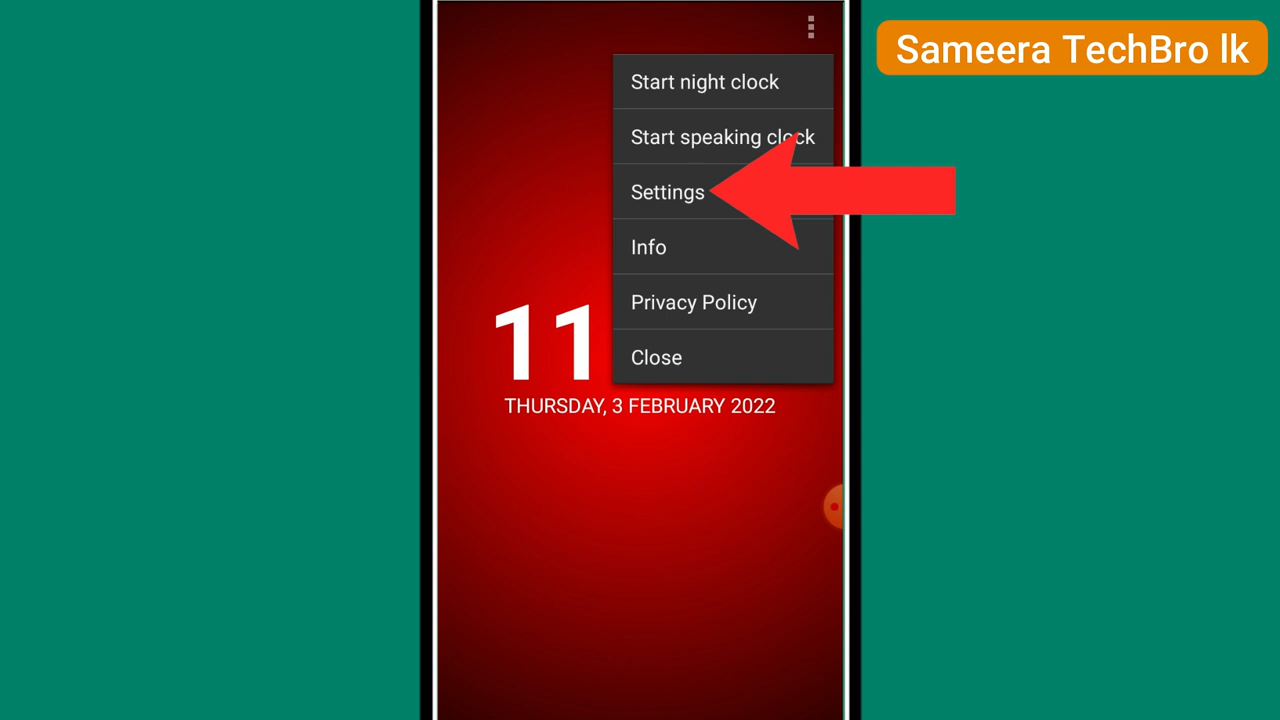 Sameera TechBro lk
Start night clock
Start speaking clock
Settings
Info
Privacy Policy
Close
11
THURSDAY, 3 FEBRUARY 2022